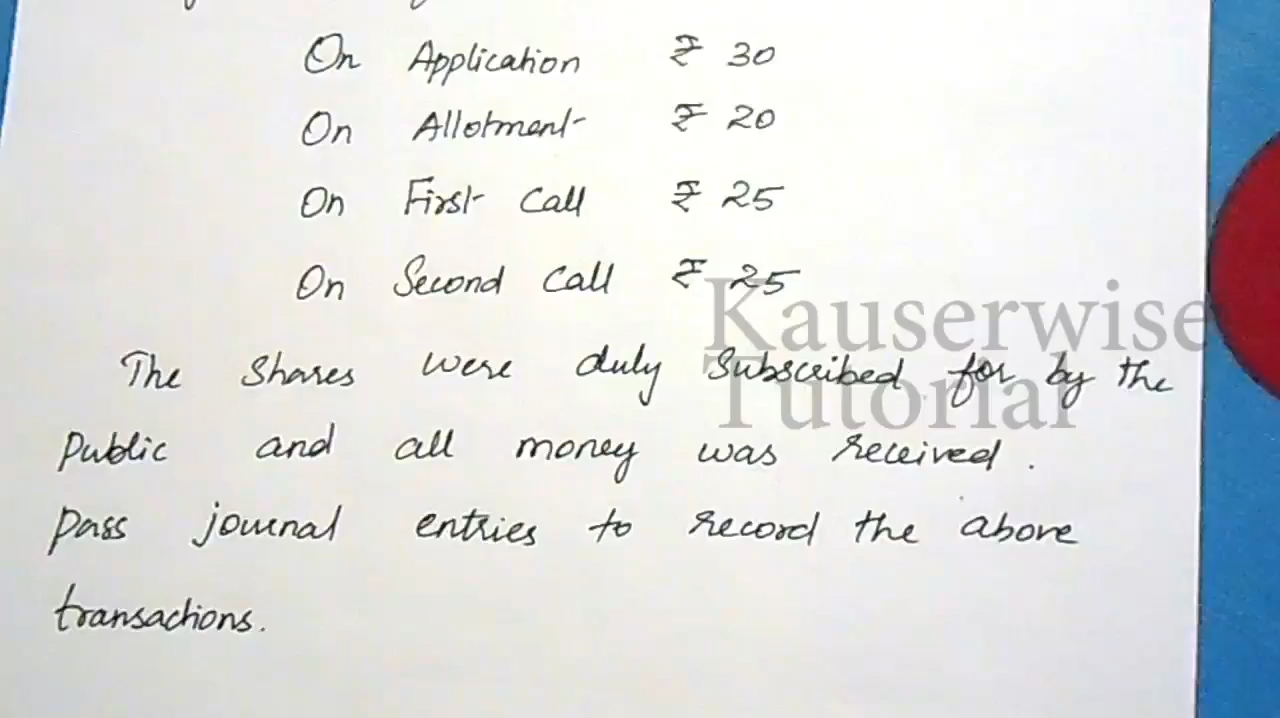 On Application ₹ 30
On Allotment ₹ 20
On First Call ₹ 25
On Second Call ₹ 25
The shares were duly subscribed for by the
public and all money was received.
pass journal entries to record the above
transactions.
Kauserwise
Tutorial